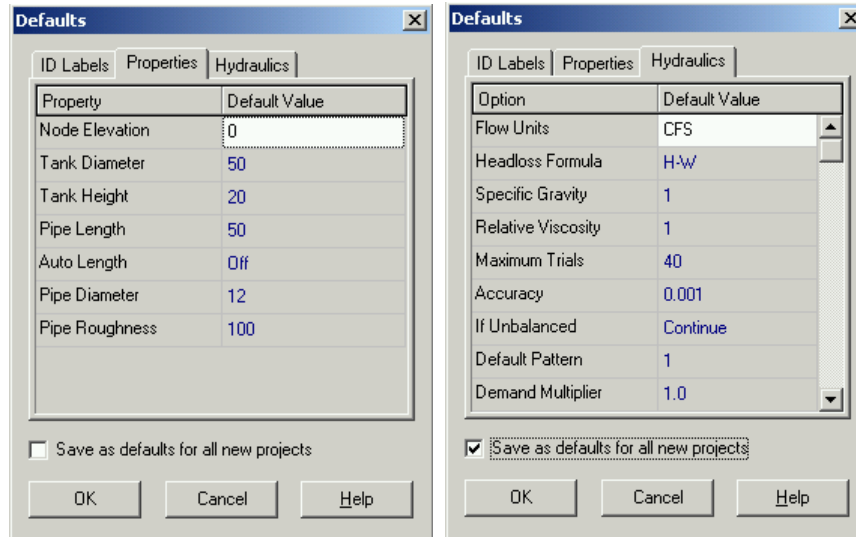 Defaults
ID Labels Properties Hydraulics
Property Default Value
Node Elevation 0
Tank Diameter 50
Tank Height 20
Pipe Length 50
Auto Length Off
Pipe Diameter 12
Pipe Roughness 100
Save as defaults for all new projects
OK Cancel Help
Defaults
ID Labels Properties Hydraulics
Option Default Value
Flow Units CFS
Headloss Formula H-W
Specific Gravity 1
Relative Viscosity 1
Maximum Trials 40
Accuracy 0.001
If Unbalanced Continue
Default Pattern 1
Demand Multiplier 1.0
Save as defaults for all new projects
OK Cancel Help